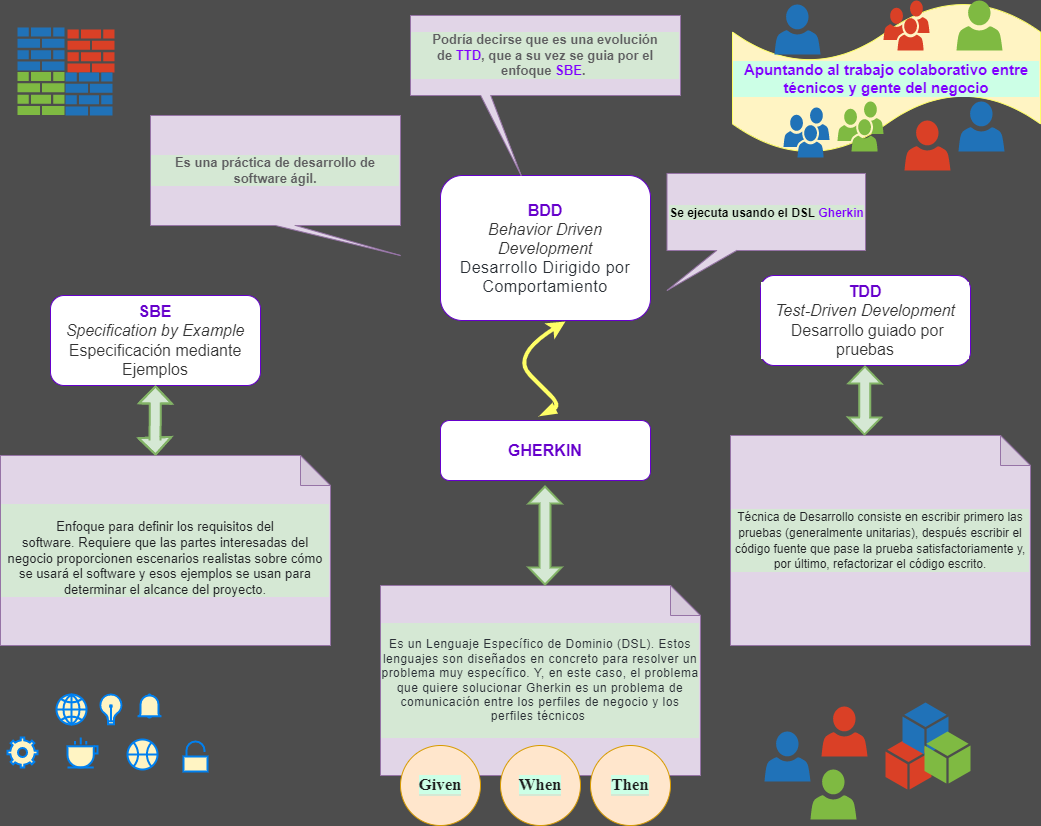 Podría decirse que es una evolución
de TTD, que a su vez se guia por el
enfoque SBE.
Apuntando al trabajo colaborativo entre
técnicos y gente del negocio
Es una práctica de desarrollo de
software ágil.
BDD
Behavior Driven
Development
Desarrollo Dirigido por
Comportamiento
Se ejecuta usando el DSL Gherkin
SBE
Specification by Example
Especificación mediante
Ejemplos
TDD
Test-Driven Development
Desarrollo guiado por
pruebas
GHERKIN
Enfoque para definir los requisitos del
software. Requiere que las partes interesadas del
negocio proporcionen escenarios realistas sobre cómo
se usará el software y esos ejemplos se usan para
determinar el alcance del proyecto.
Técnica de Desarrollo consiste en escribir primero las
pruebas (generalmente unitarias), después escribir el
código fuente que pase la prueba satisfactoriamente y,
por último, refactorizar el código escrito.
Es un Lenguaje Específico de Dominio (DSL). Estos
lenguajes son diseñados en concreto para resolver un
problema muy específico. Y, en este caso, el problema
que quiere solucionar Gherkin es un problema de
comunicación entre los perfiles de negocio y los
perfiles técnicos
Given
When
Then